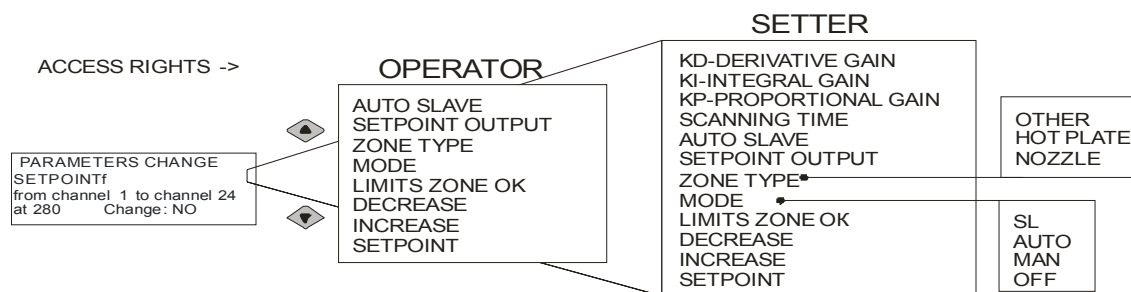 SETTER
ACCESS RIGHTS ->
OPERATOR
PARAMETERS CHANGE
SETPOINTf
from channel 1 to channel 24
at 280 Change: NO
AUTO SLAVE
SETPOINT OUTPUT
ZONE TYPE
MODE
LIMITS ZONE OK
DECREASE
INCREASE
SETPOINT
KD-DERIVATIVE GAIN
KI-INTEGRAL GAIN
KP-PROPORTIONAL GAIN
SCANNING TIME
AUTO SLAVE
SETPOINT OUTPUT
ZONE TYPE
MODE
LIMITS ZONE OK
DECREASE
INCREASE
SETPOINT
OTHER
HOT PLATE
NOZZLE
SL
AUTO
MAN
OFF